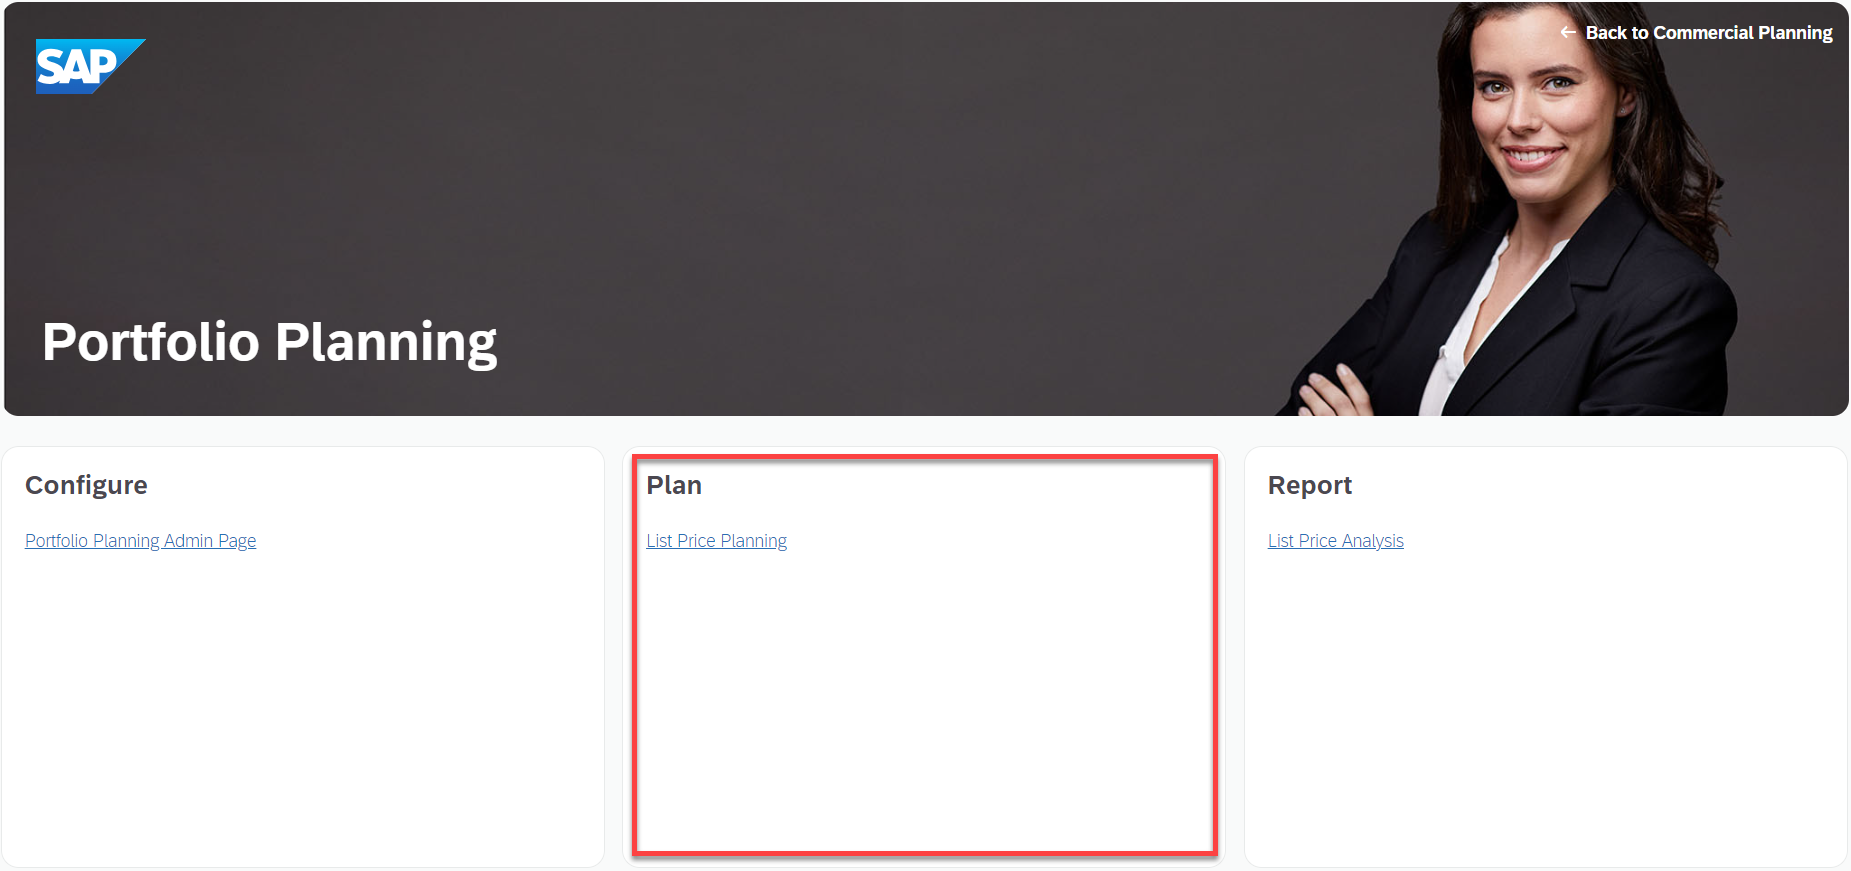 SAP
← Back to Commercial Planning
Portfolio Planning
Configure
Portfolio Planning Admin Page
Plan
List Price Planning
Report
List Price Analysis